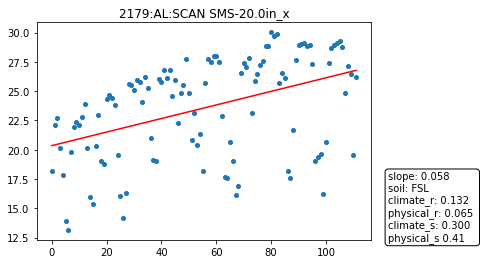 2179:AL:SCAN SMS-20.0in_x
30.0
27.5
25.0
22.5
20.0
17.5
15.0
12.5
0 20 40 60 80 100
slope: 0.058
soil: FSL
climate_r: 0.132
physical_r: 0.065
climate_s: 0.300
physical_s 0.41